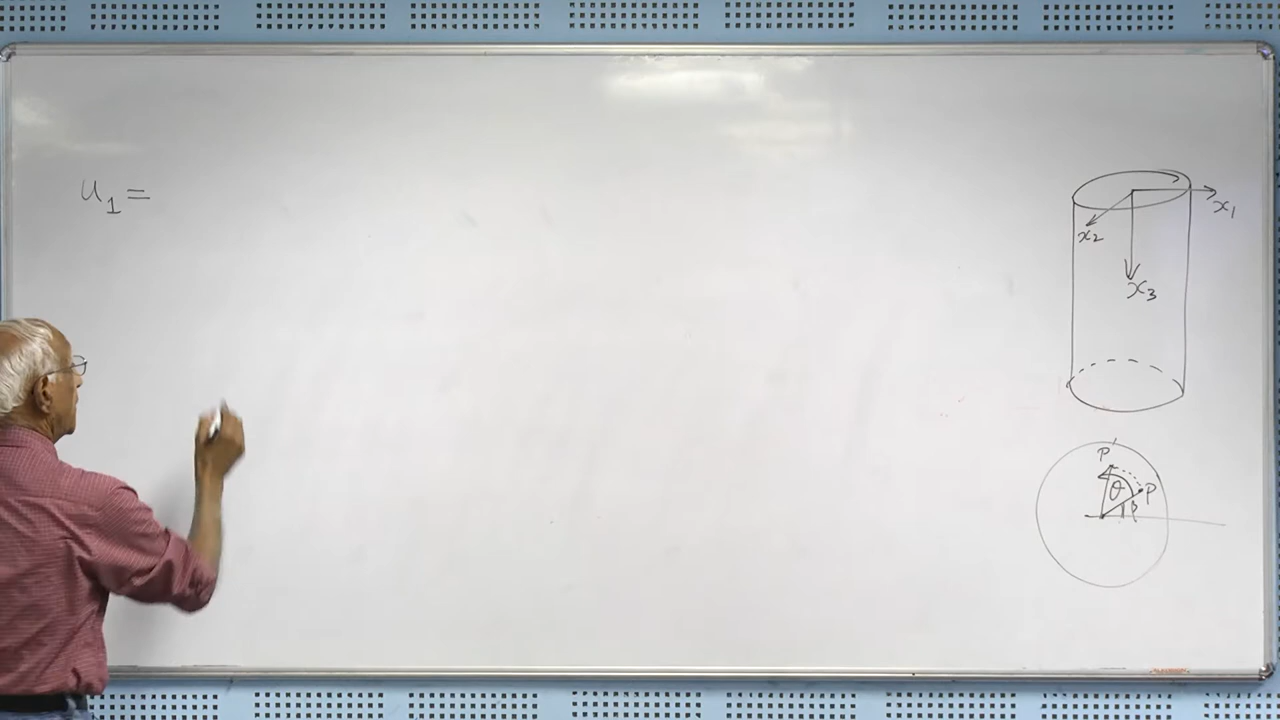 u₁ =
x₁
x₂
x₃
P'
θ
P
β